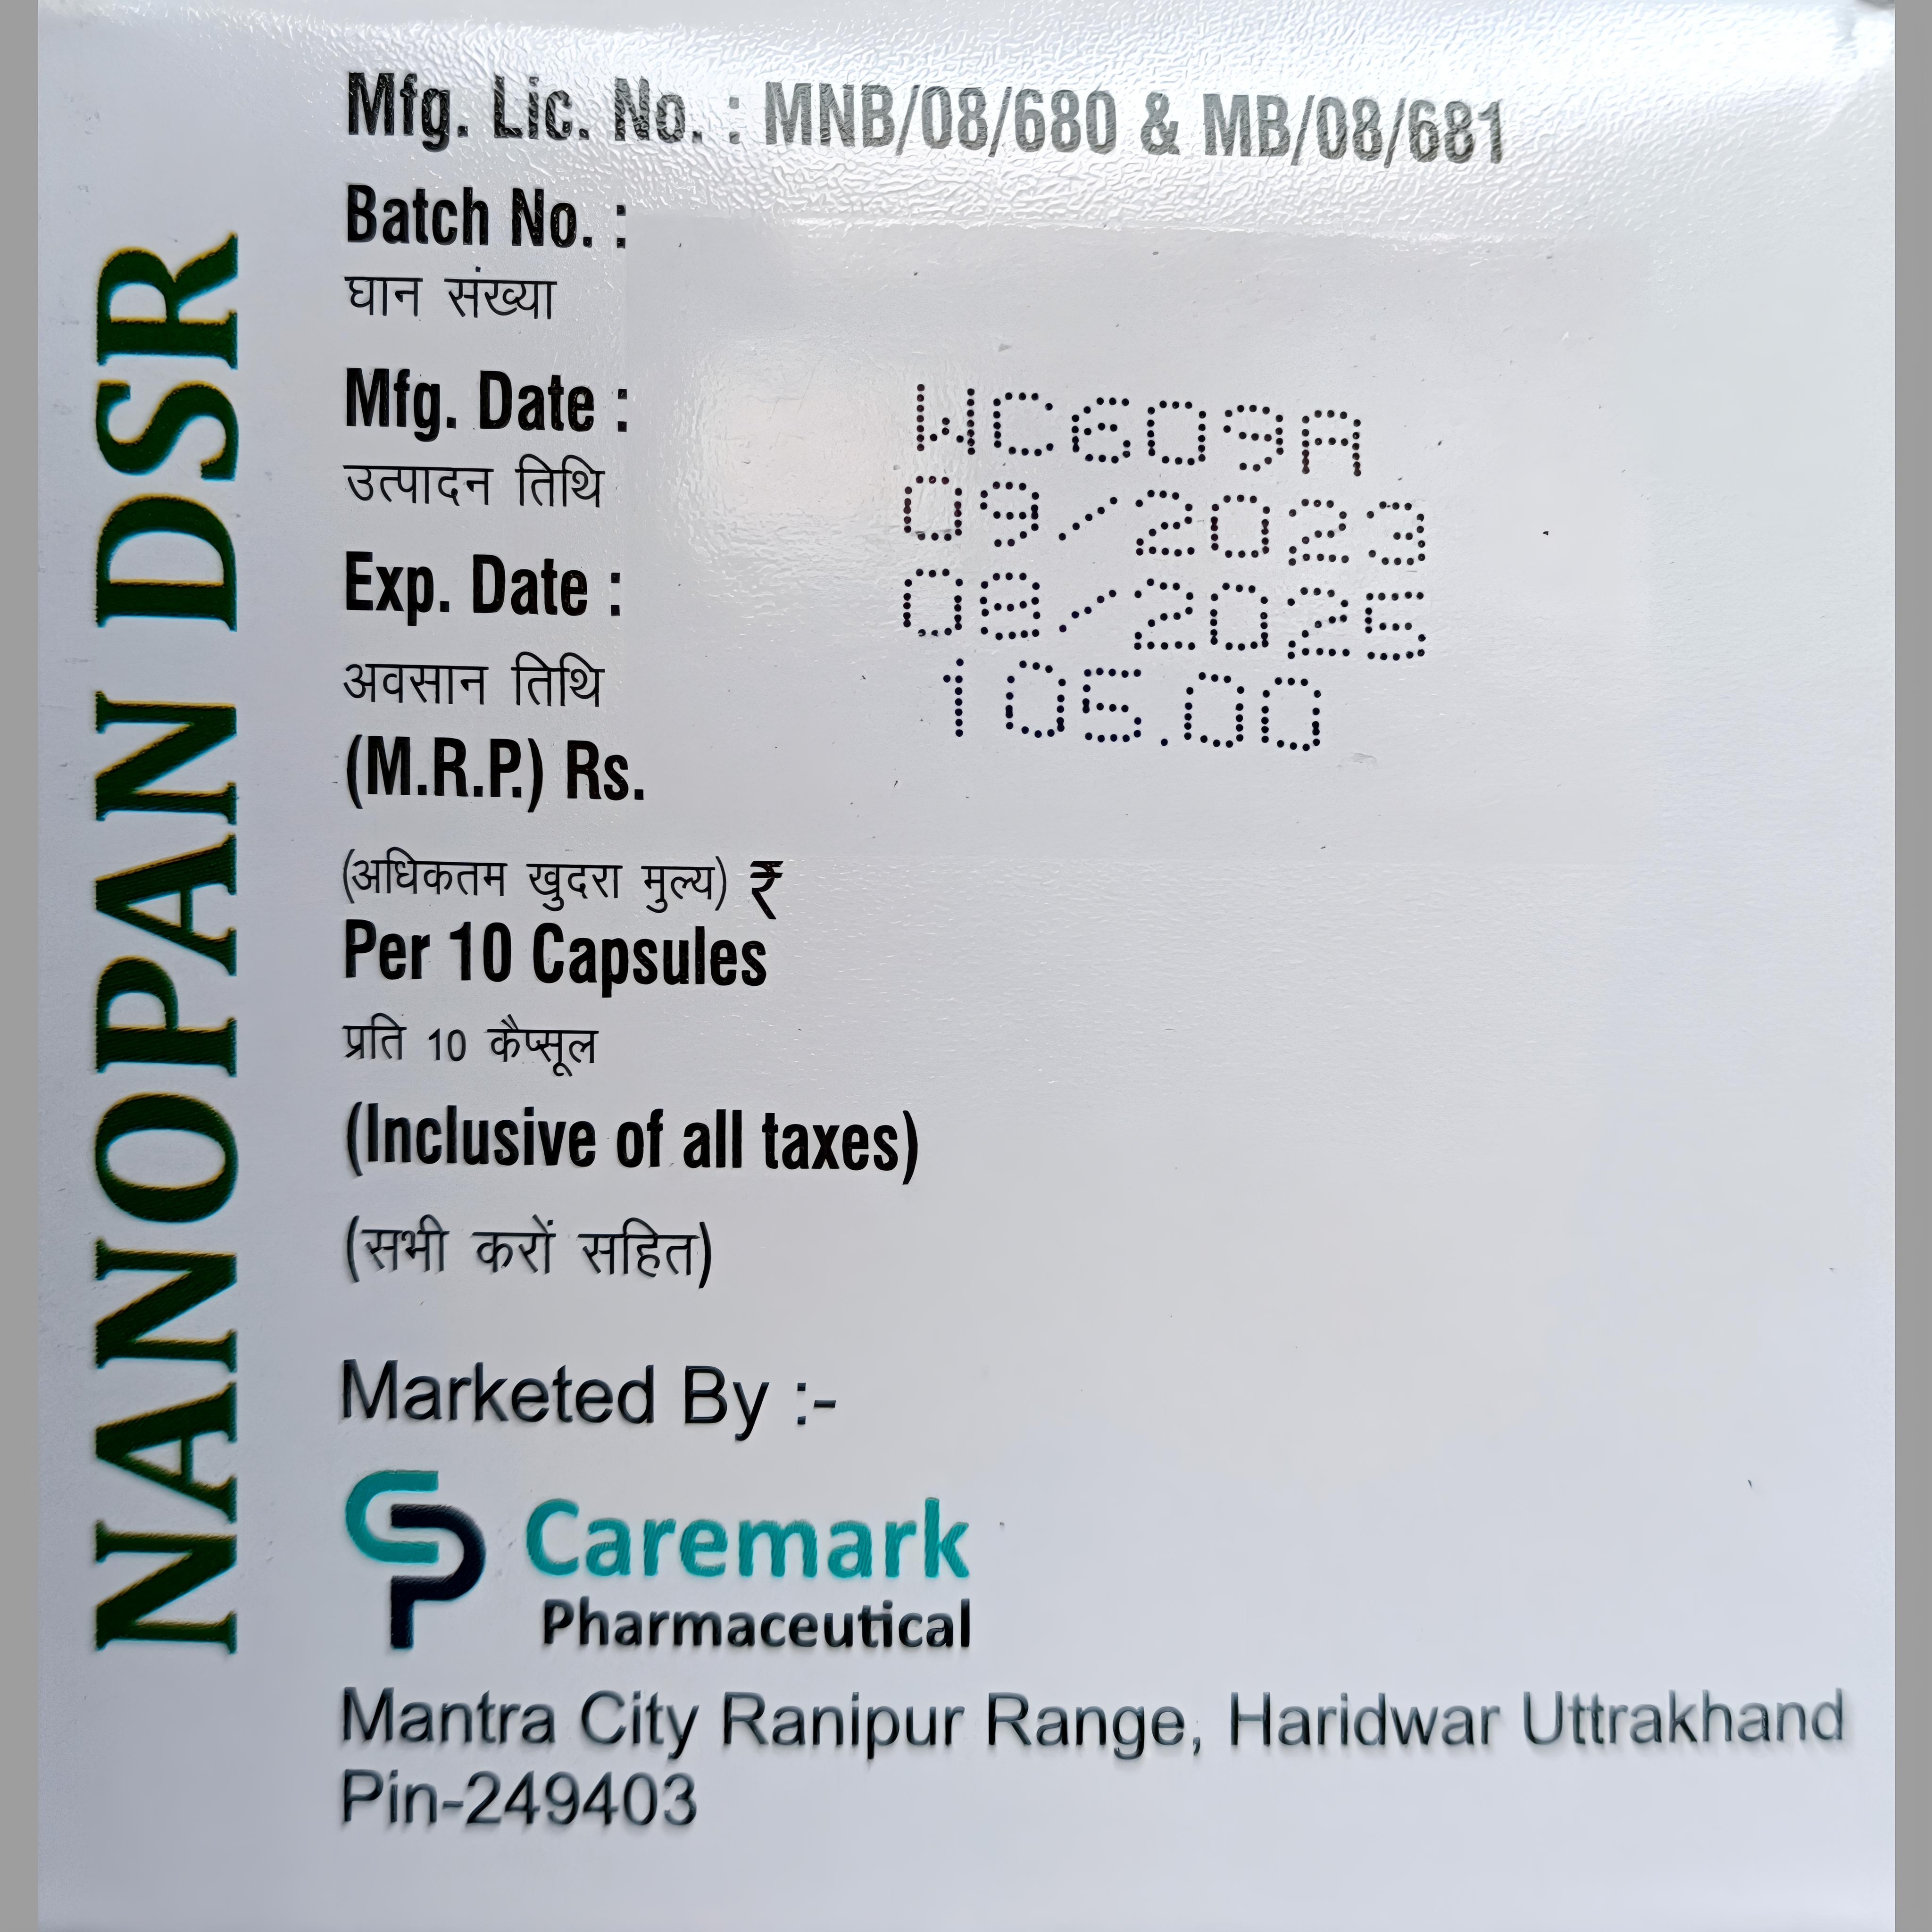 NANOPAN DSR
Mfg. Lic. No. : MNB/08/680 & MB/08/681
Batch No. :
घान संख्या
Mfg. Date :
उत्पादन तिथि
Exp. Date :
अवसान तिथि
(M.R.P.) Rs.
(अधिकतम खुदरा मुल्य) ₹
Per 10 Capsules
प्रति 10 कैप्सूल
(Inclusive of all taxes)
(सभी करों सहित)
WC609A
09/2023
08/2025
105.00
Marketed By :-
CP Caremark
Pharmaceutical
Mantra City Ranipur Range, Haridwar Uttrakhand
Pin-249403